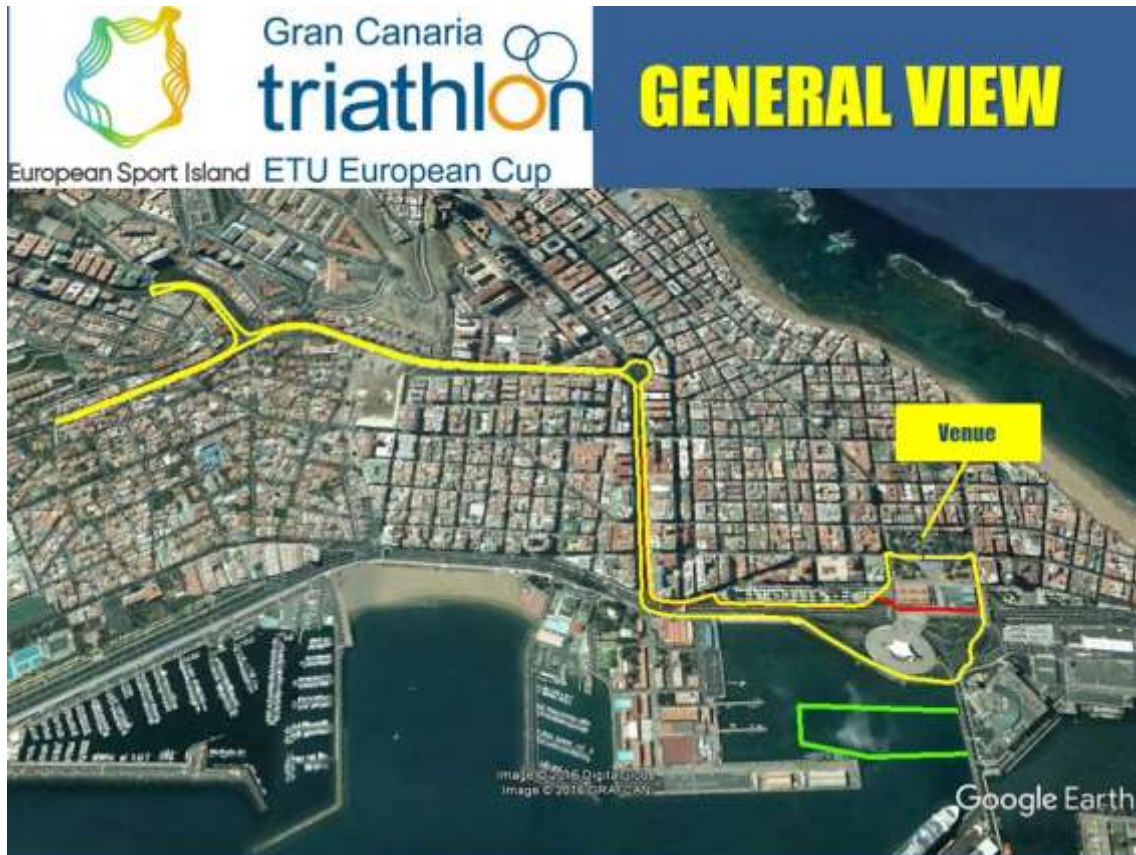 Gran Canaria
triathlon
European Sport Island
ETU European Cup
GENERAL VIEW
Venue
Image © 2016 DigitalGlobe
Image © 2016 GRAFCAN
Google Earth